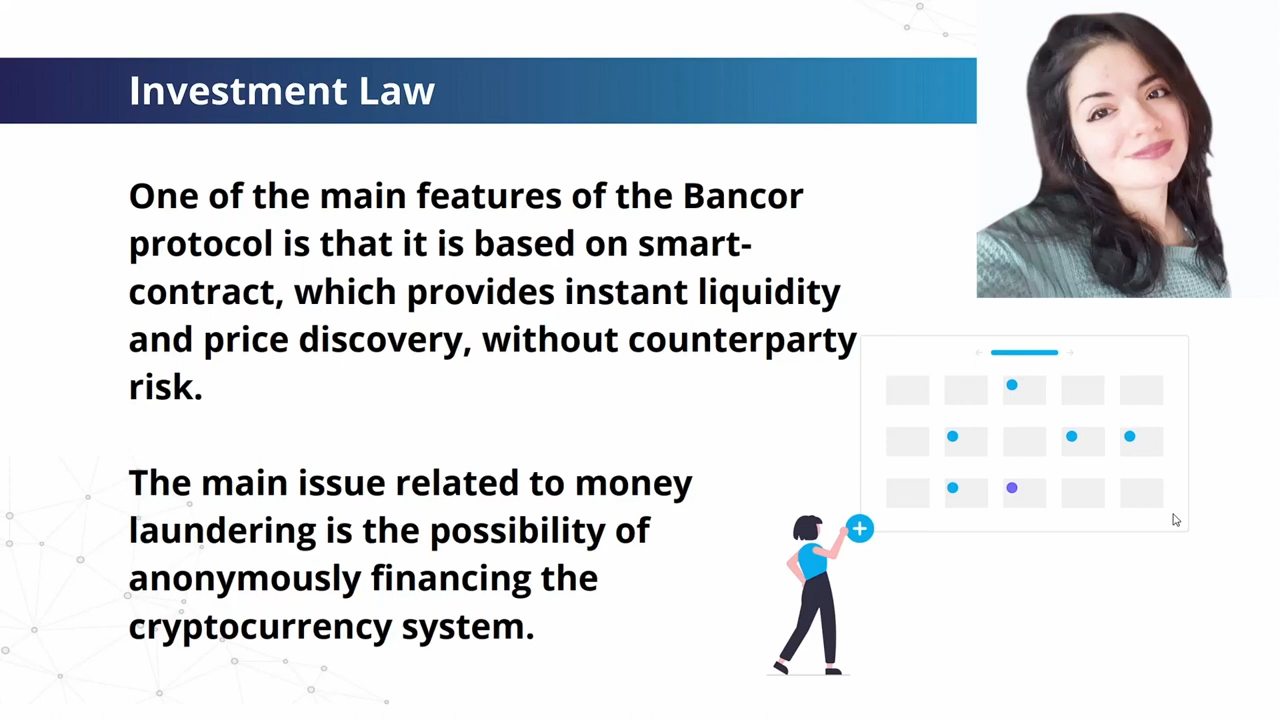 Investment Law
One of the main features of the Bancor
protocol is that it is based on smart-
contract, which provides instant liquidity
and price discovery, without counterparty
risk.
The main issue related to money
laundering is the possibility of
anonymously financing the
cryptocurrency system.